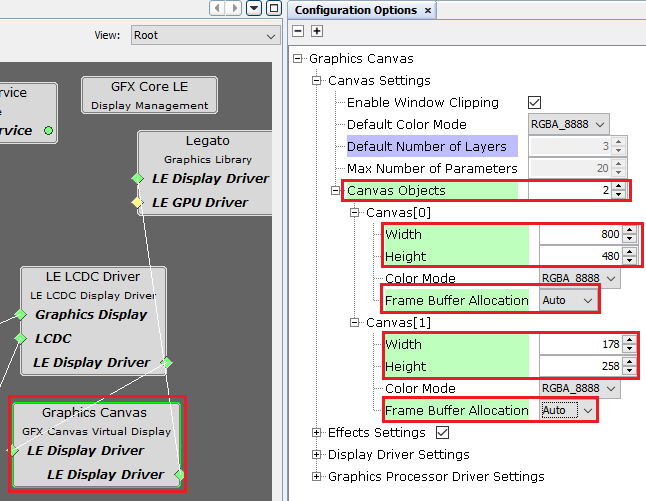 View: Root
rvice
e
rvice
GFX Core LE
Display Management
Legato
Graphics Library
LE Display Driver
LE GPU Driver
LE LCDC Driver
LE LCDC Display Driver
Graphics Display
LCDC
LE Display Driver
Graphics Canvas
GFX Canvas Virtual Display
LE Display Driver
LE Display Driver
Configuration Options ×
Graphics Canvas
Canvas Settings
Enable Window Clipping
Default Color Mode RGBA_8888
Default Number of Layers 3
Max Number of Parameters 20
Canvas Objects 2
Canvas[0]
Width 800
Height 480
Color Mode RGBA_8888
Frame Buffer Allocation Auto
Canvas[1]
Width 178
Height 258
Color Mode RGBA_8888
Frame Buffer Allocation Auto
Effects Settings
Display Driver Settings
Graphics Processor Driver Settings